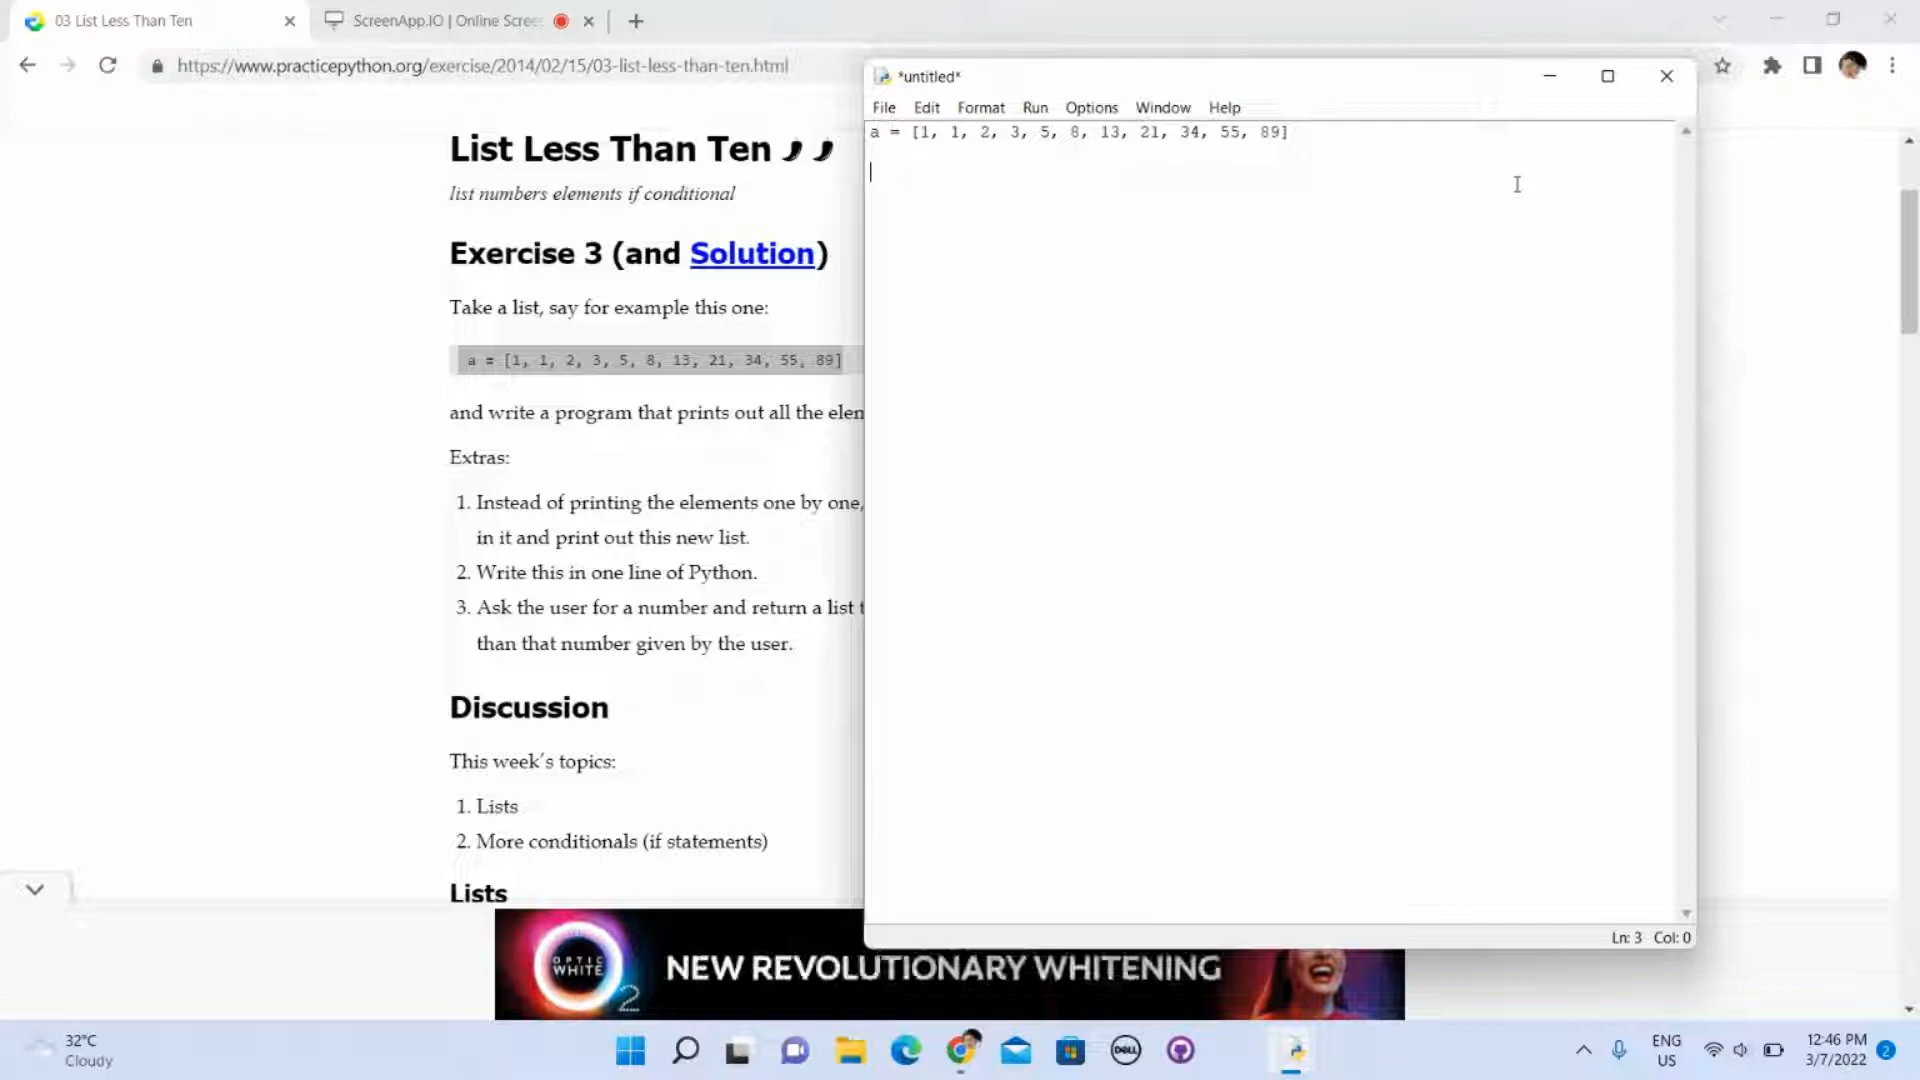 03 List Less Than Ten
ScreenApp.IO | Online Scree
https://www.practicepython.org/exercise/2014/02/15/03-list-less-than-ten.html
List Less Than Ten
list numbers elements if conditional
Exercise 3 (and Solution)
Take a list, say for example this one:
a = [1, 1, 2, 3, 5, 8, 13, 21, 34, 55, 89]
and write a program that prints out all the elem
Extras:
1. Instead of printing the elements one by one,
in it and print out this new list.
2. Write this in one line of Python.
3. Ask the user for a number and return a list t
than that number given by the user.
Discussion
This week's topics:
1. Lists
2. More conditionals (if statements)
Lists
*untitled*
File Edit Format Run Options Window Help
a = [1, 1, 2, 3, 5, 8, 13, 21, 34, 55, 89]
Ln: 3 Col: 0
OPTIC
WHITE
O2
NEW REVOLUTIONARY WHITENING
32°C
Cloudy
DELL
ENG
US
12:46 PM
3/7/2022
2